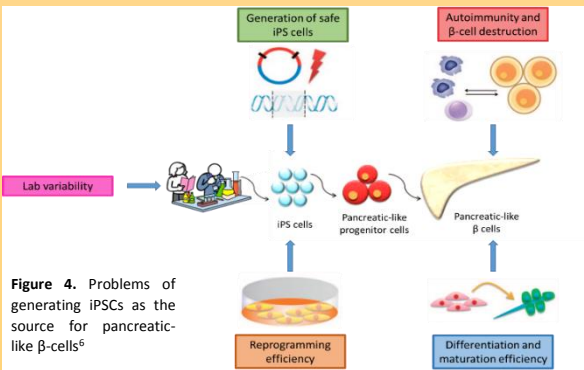 Generation of safe
iPS cells
Autoimmunity and
β-cell destruction
Lab variability
iPS cells
Pancreatic-like
progenitor cells
Pancreatic-like
β cells
Figure 4. Problems of
generating iPSCs as the
source for pancreatic-
like β-cells⁶
Reprogramming
efficiency
Differentiation and
maturation efficiency